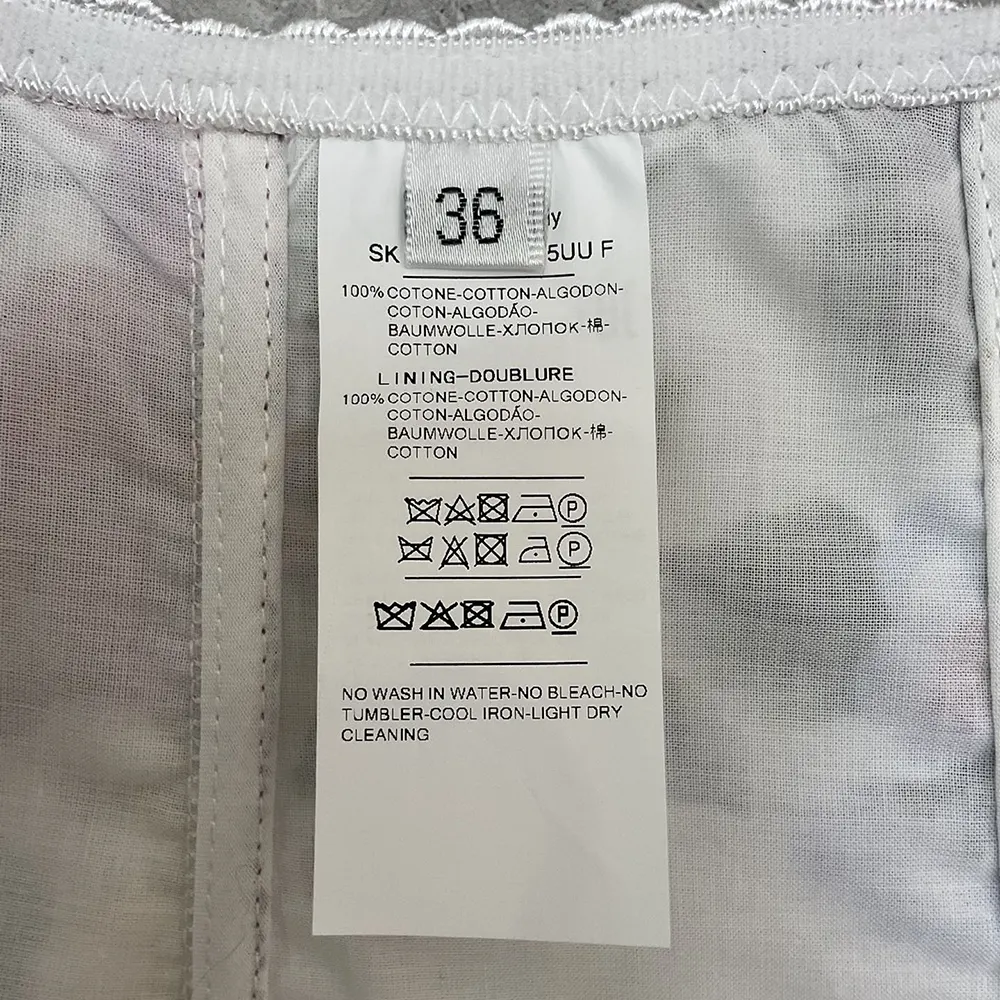 36
SK
5UU F
100% COTONE-COTTON-ALGODON-
COTON-ALGODÃO-
BAUMWOLLE-ХЛОПОК-棉-
COTTON
LINING-DOUBLURE
100% COTONE-COTTON-ALGODON-
COTON-ALGODÃO-
BAUMWOLLE-ХЛОПОК-棉-
COTTON
P
P
P
NO WASH IN WATER-NO BLEACH-NO
TUMBLER-COOL IRON-LIGHT DRY
CLEANING